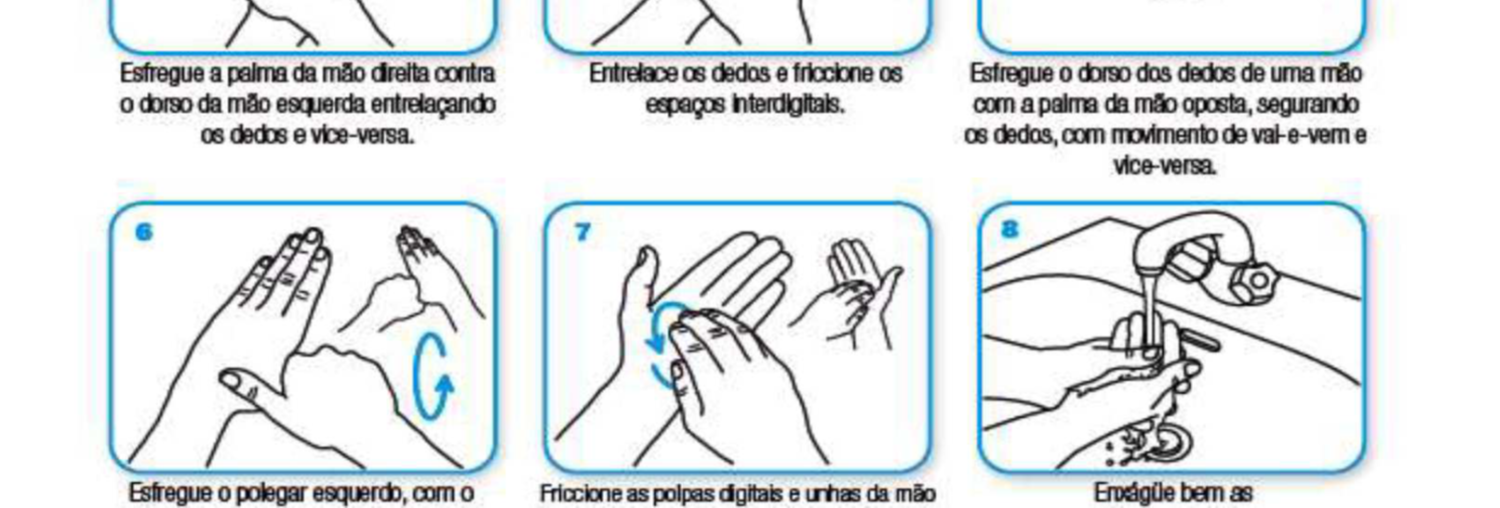 Esfregue a palma da mão direita contra
o dorso da mão esquerda entrelaçando
os dedos e vice-versa.
Entrelace os dedos e friccione os
espaços interdigitais.
Esfregue o dorso dos dedos de uma mão
com a palma da mão oposta, segurando
os dedos, com movimento de vai-e-vem e
vice-versa.
6
7
8
Esfregue o polegar esquerdo, com o
Friccione as polpas digitais e unhas da mão
Enxágüe bem as